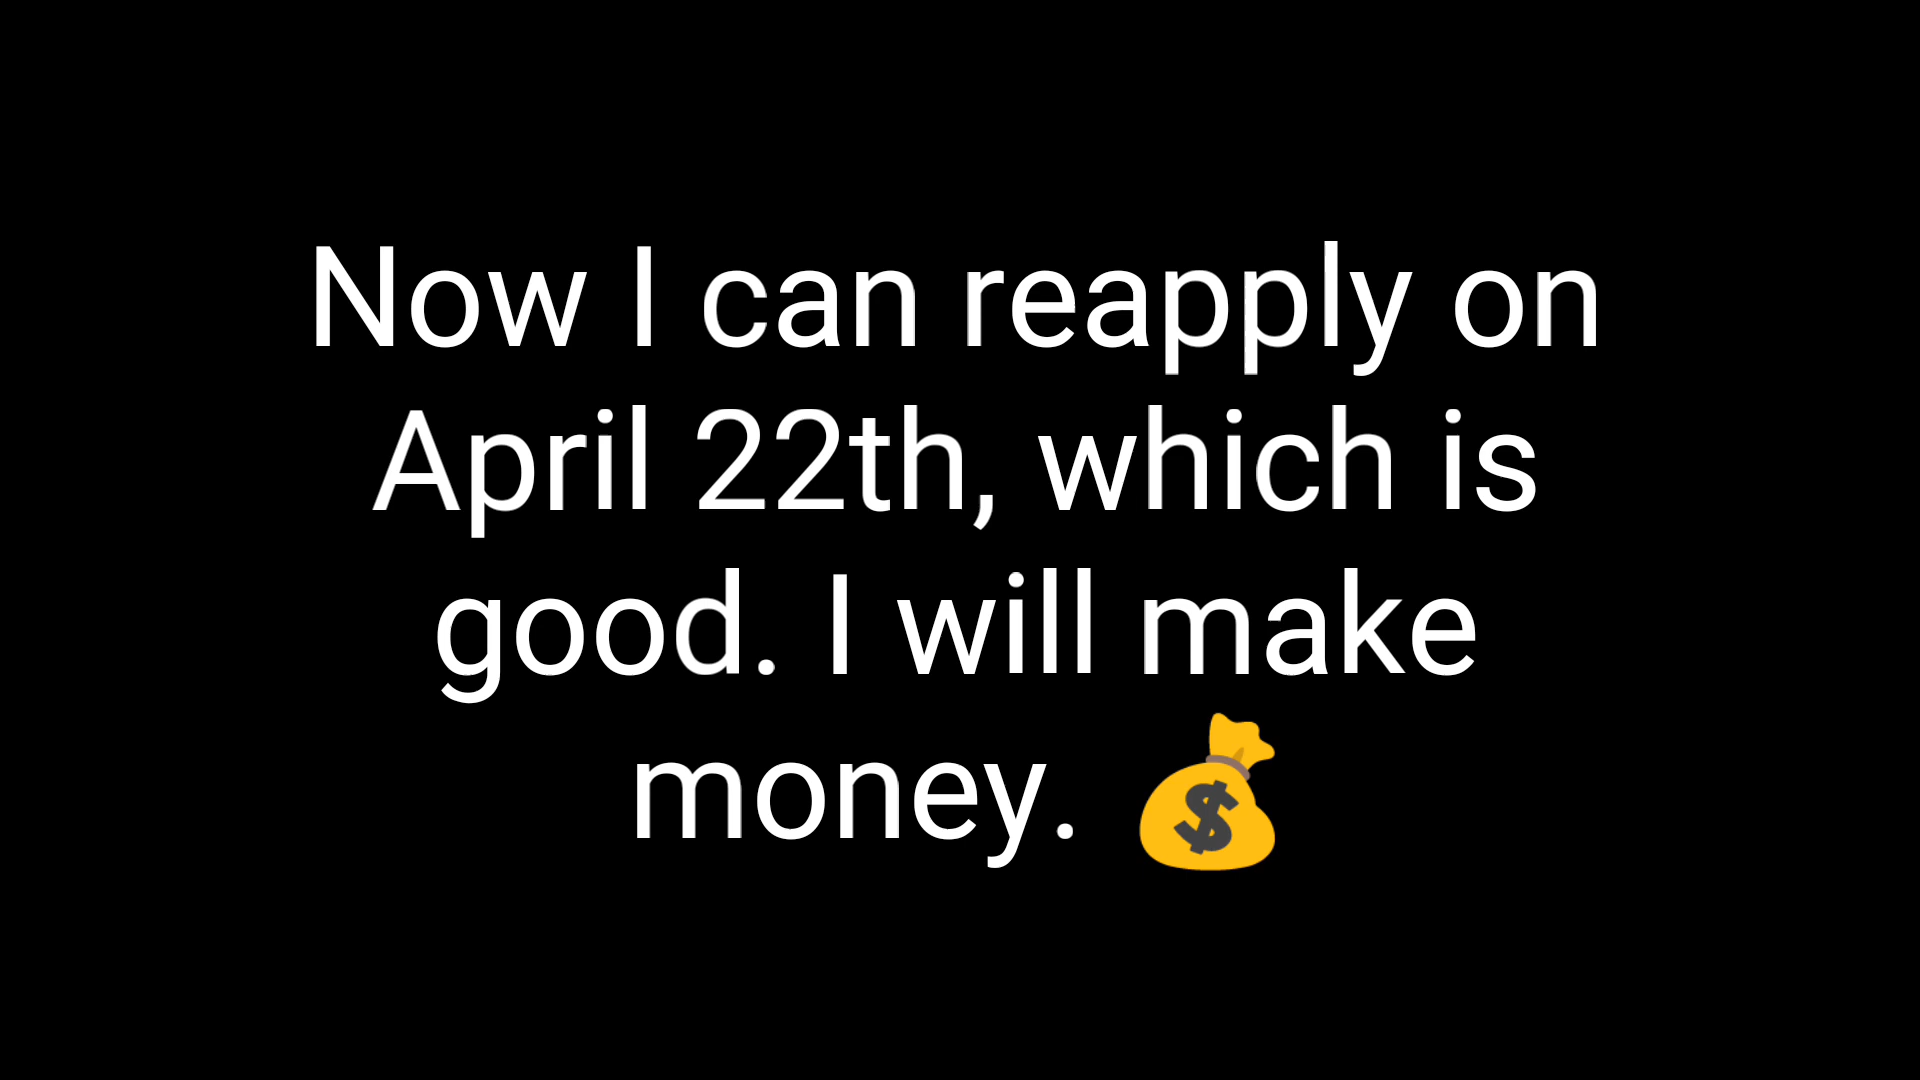 Now I can reapply on
April 22th, which is
good. I will make
money. 💰